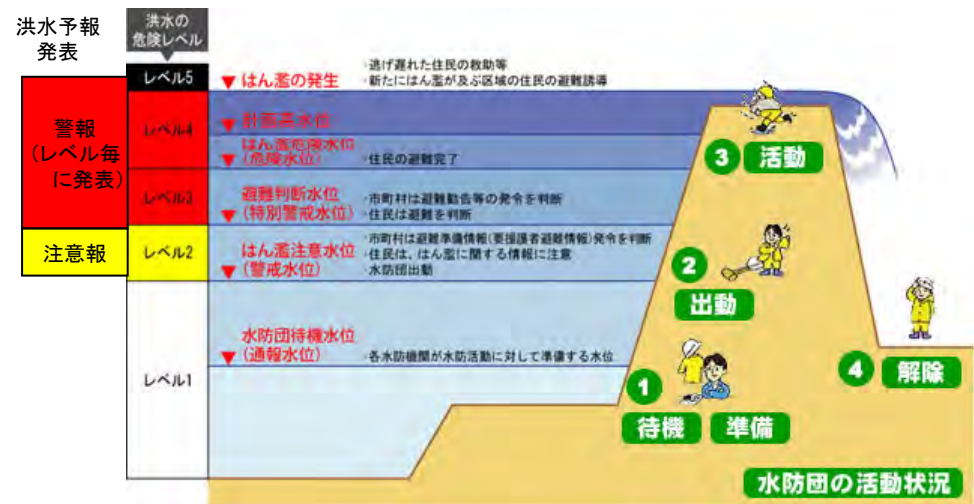 洪水予報
発表
洪水の
危険レベル
警報
(レベル毎
に発表)
注意報
レベル5
▼はん濫の発生
・逃げ遅れた住民の救助等
・新たにはん濫が及ぶ区域の住民の避難誘導
レベル4
▼計画高水位
はん濫危険水位
▼(危険水位)
・住民の避難完了
レベル3
避難判断水位
▼(特別警戒水位)
・市町村は避難勧告等の発令を判断
・住民は避難を判断
レベル2
はん濫注意水位
▼(警戒水位)
・市町村は避難準備情報(要援護者避難情報)発令を判断
・住民は、はん濫に関する情報に注意
・水防団出動
レベル1
水防団待機水位
▼(通報水位)
・各水防機関が水防活動に対して準備する水位
1
待機 準備
2
出動
3 活動
4 解除
水防団の活動状況